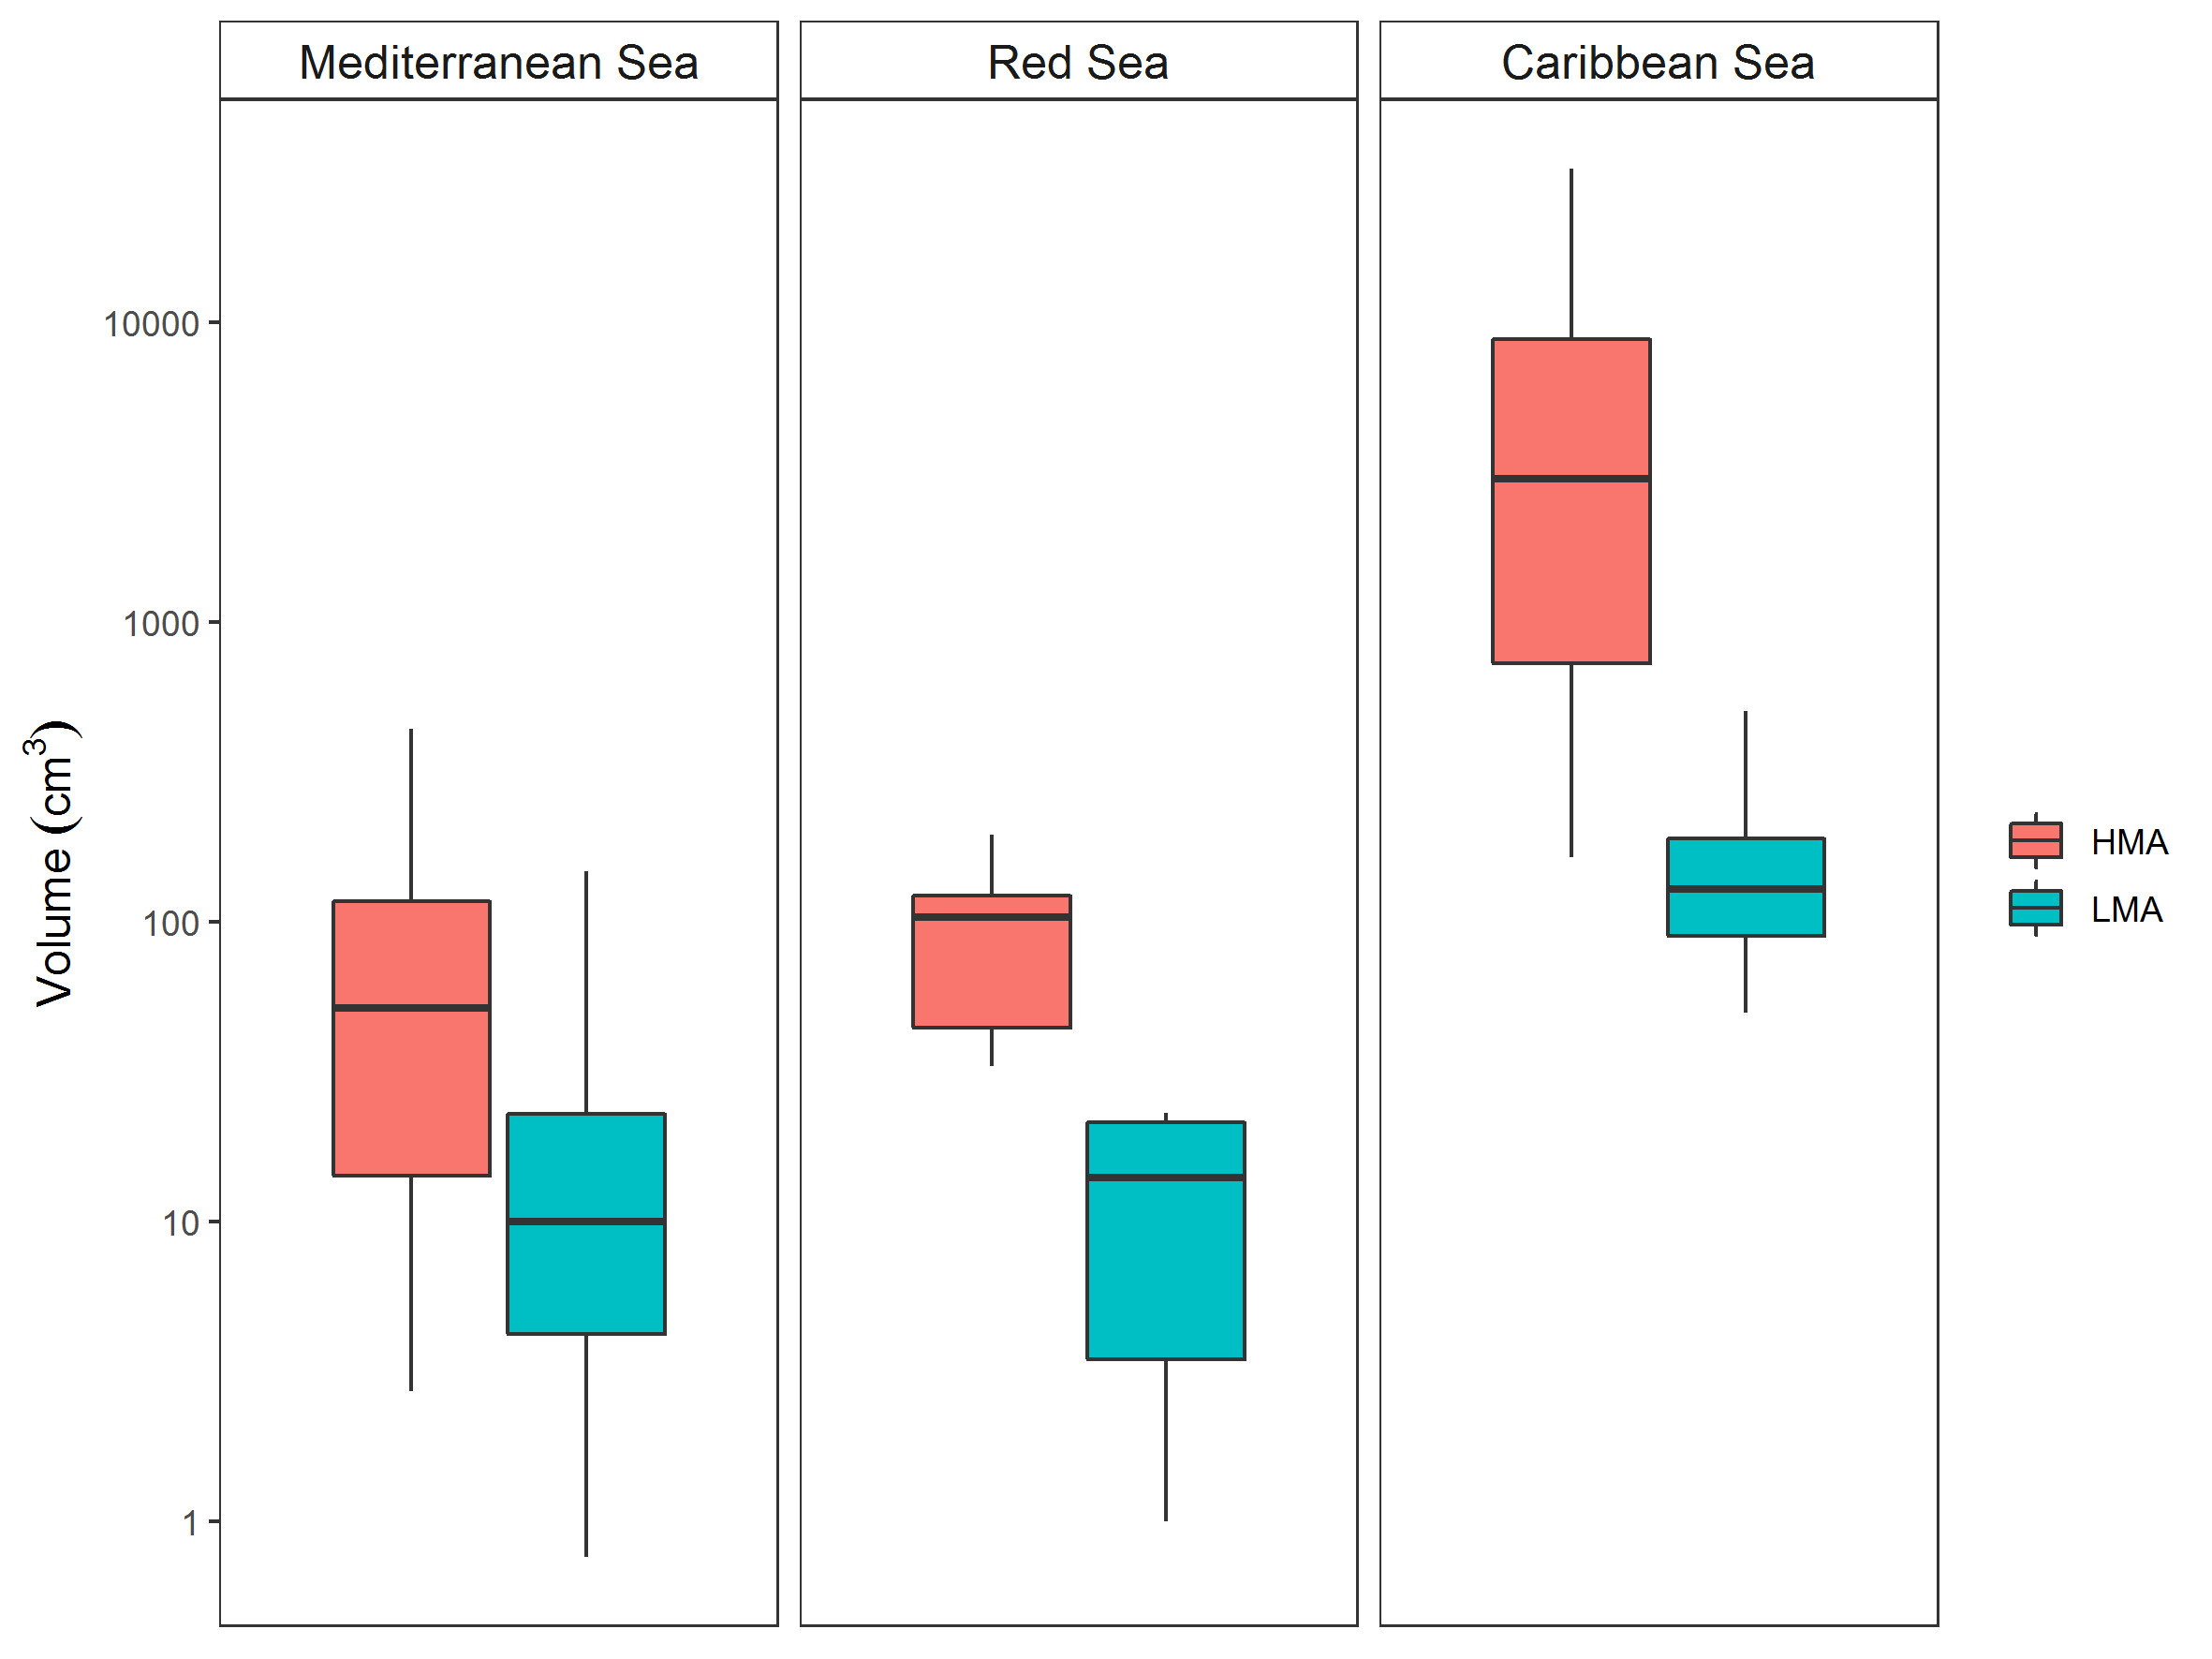 Mediterranean Sea
Red Sea
Caribbean Sea
10000
1000
100
10
1
Volume (cm³)
HMA
LMA